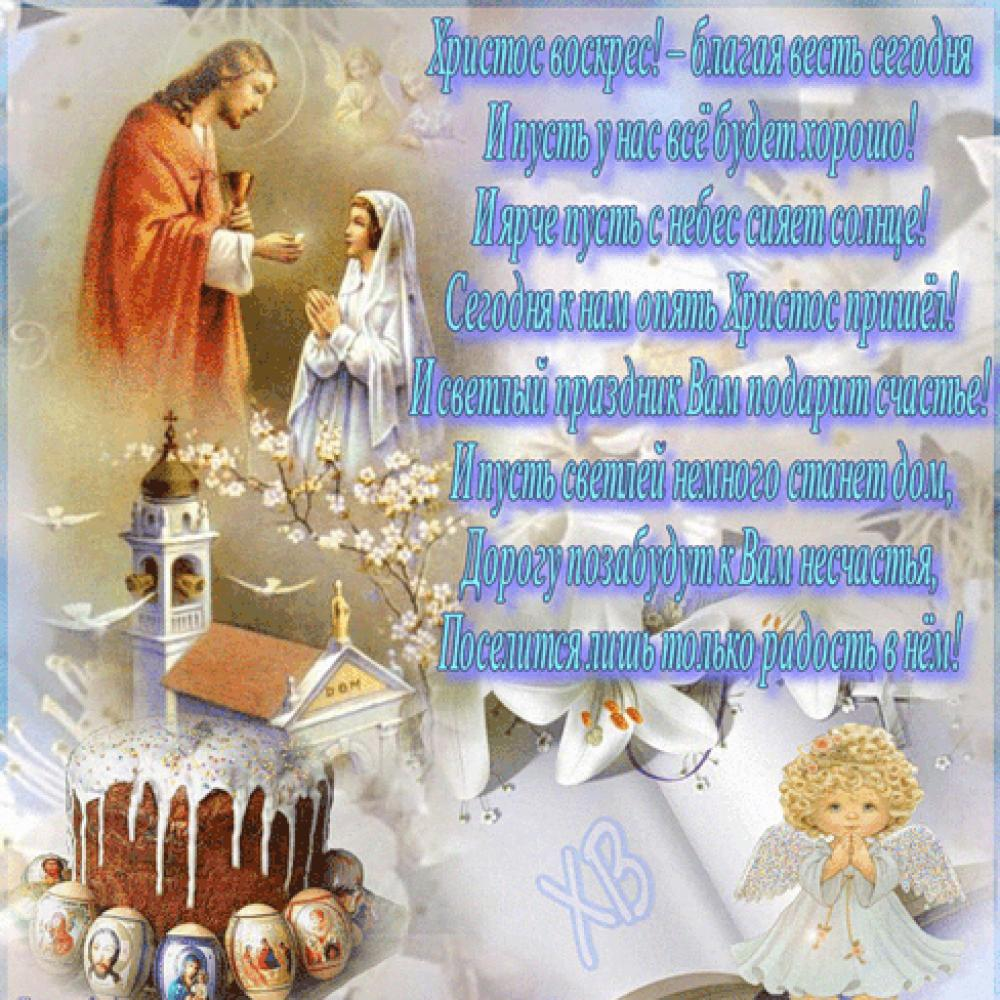 Христос воскрес! – благая весть сегодня
И пусть у нас всё будет хорошо!
И ярче пусть с небес сияет солнце!
Сегодня к нам опять Христос пришёл!
И светлый праздник Вам подарит счастье!
И пусть светлей немного станет дом,
Дорогу позабудут к Вам несчастья,
Поселится лишь только радость в нём!
DOM
ХВ